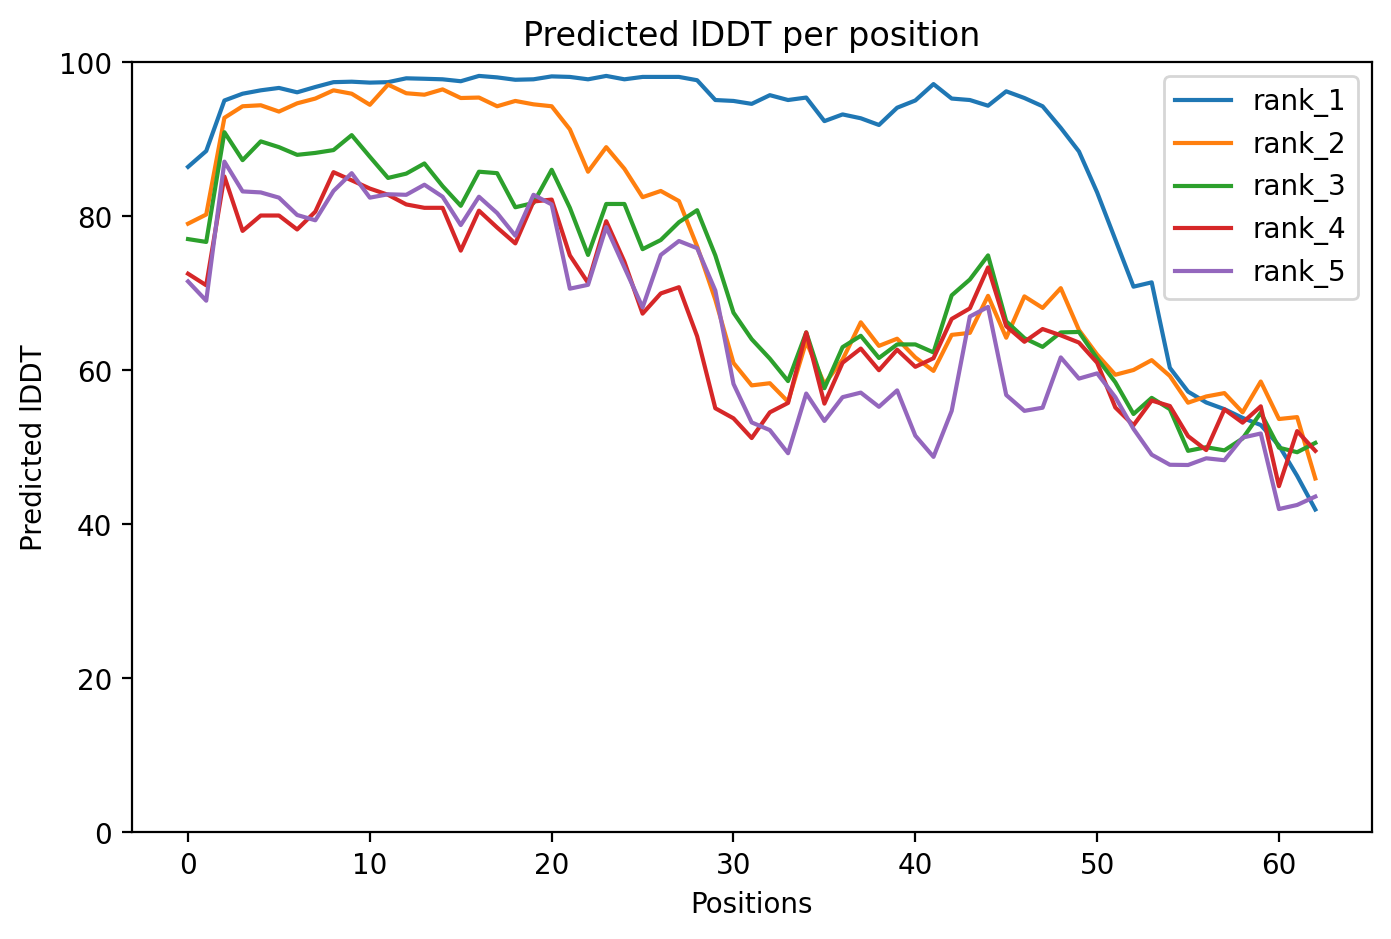 Predicted lDDT per position
100
80
60
40
20
0
Predicted lDDT
0 10 20 30 40 50 60
Positions
rank_1
rank_2
rank_3
rank_4
rank_5